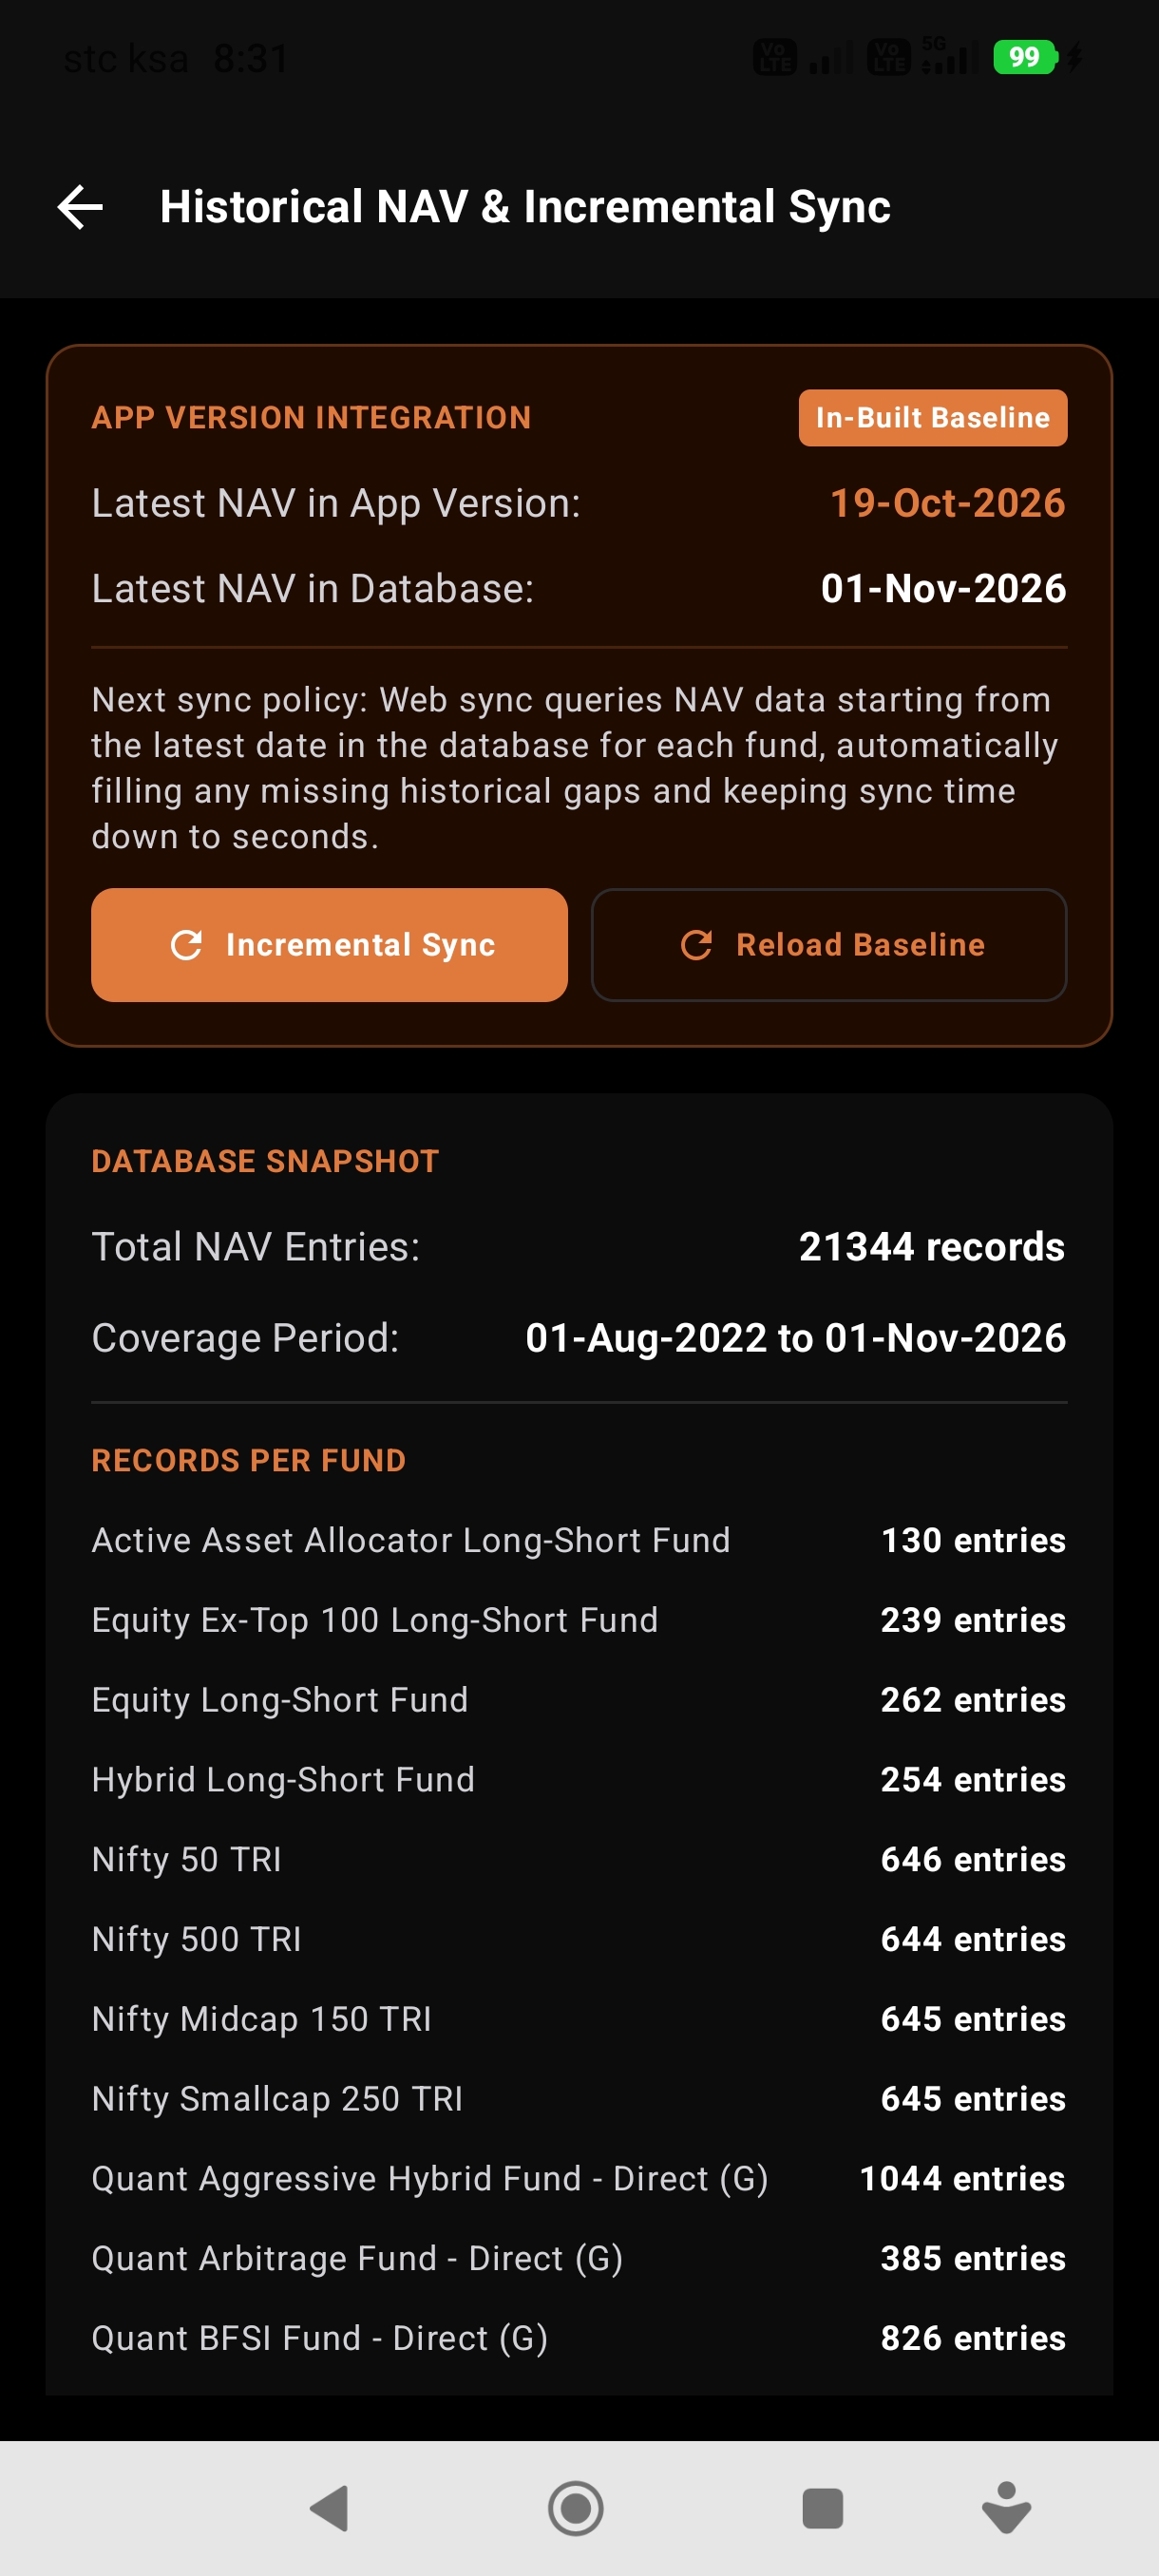 stc ksa 8:31
Vo LTE Vo LTE 5G 99
Historical NAV & Incremental Sync
APP VERSION INTEGRATION In-Built Baseline
Latest NAV in App Version: 19-Oct-2026
Latest NAV in Database: 01-Nov-2026
Next sync policy: Web sync queries NAV data starting from
the latest date in the database for each fund, automatically
filling any missing historical gaps and keeping sync time
down to seconds.
Incremental Sync Reload Baseline
DATABASE SNAPSHOT
Total NAV Entries: 21344 records
Coverage Period: 01-Aug-2022 to 01-Nov-2026
RECORDS PER FUND
Active Asset Allocator Long-Short Fund 130 entries
Equity Ex-Top 100 Long-Short Fund 239 entries
Equity Long-Short Fund 262 entries
Hybrid Long-Short Fund 254 entries
Nifty 50 TRI 646 entries
Nifty 500 TRI 644 entries
Nifty Midcap 150 TRI 645 entries
Nifty Smallcap 250 TRI 645 entries
Quant Aggressive Hybrid Fund - Direct (G) 1044 entries
Quant Arbitrage Fund - Direct (G) 385 entries
Quant BFSI Fund - Direct (G) 826 entries